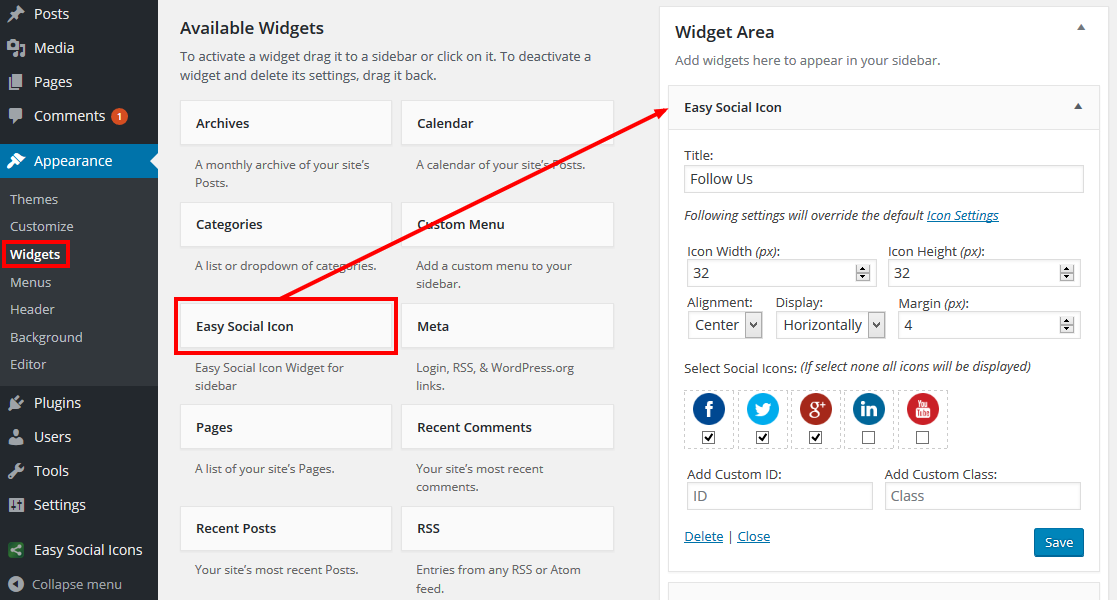 Posts
Media
Pages
Comments 1
Appearance
Themes
Customize
Widgets
Menus
Header
Background
Editor
Plugins
Users
Tools
Settings
Easy Social Icons
Collapse menu
Available Widgets
To activate a widget drag it to a sidebar or click on it. To deactivate a
widget and delete its settings, drag it back.
Archives
A monthly archive of your site's
Posts.
Calendar
A calendar of your site's Posts.
Categories
A list or dropdown of categories.
Custom Menu
Add a custom menu to your
sidebar.
Easy Social Icon
Easy Social Icon Widget for
sidebar
Meta
Login, RSS, & WordPress.org
links.
Pages
A list of your site's Pages.
Recent Comments
Your site's most recent
comments.
Recent Posts
Your site's most recent Posts.
RSS
Entries from any RSS or Atom
feed.
Widget Area
Add widgets here to appear in your sidebar.
Easy Social Icon
Title:
Follow Us
Following settings will override the default Icon Settings
Icon Width (px): Icon Height (px):
32 32
Alignment: Display: Margin (px):
Center Horizontally 4
Select Social Icons: (If select none all icons will be displayed)
f g+ in You Tube
Add Custom ID: Add Custom Class:
ID Class
Delete | Close Save